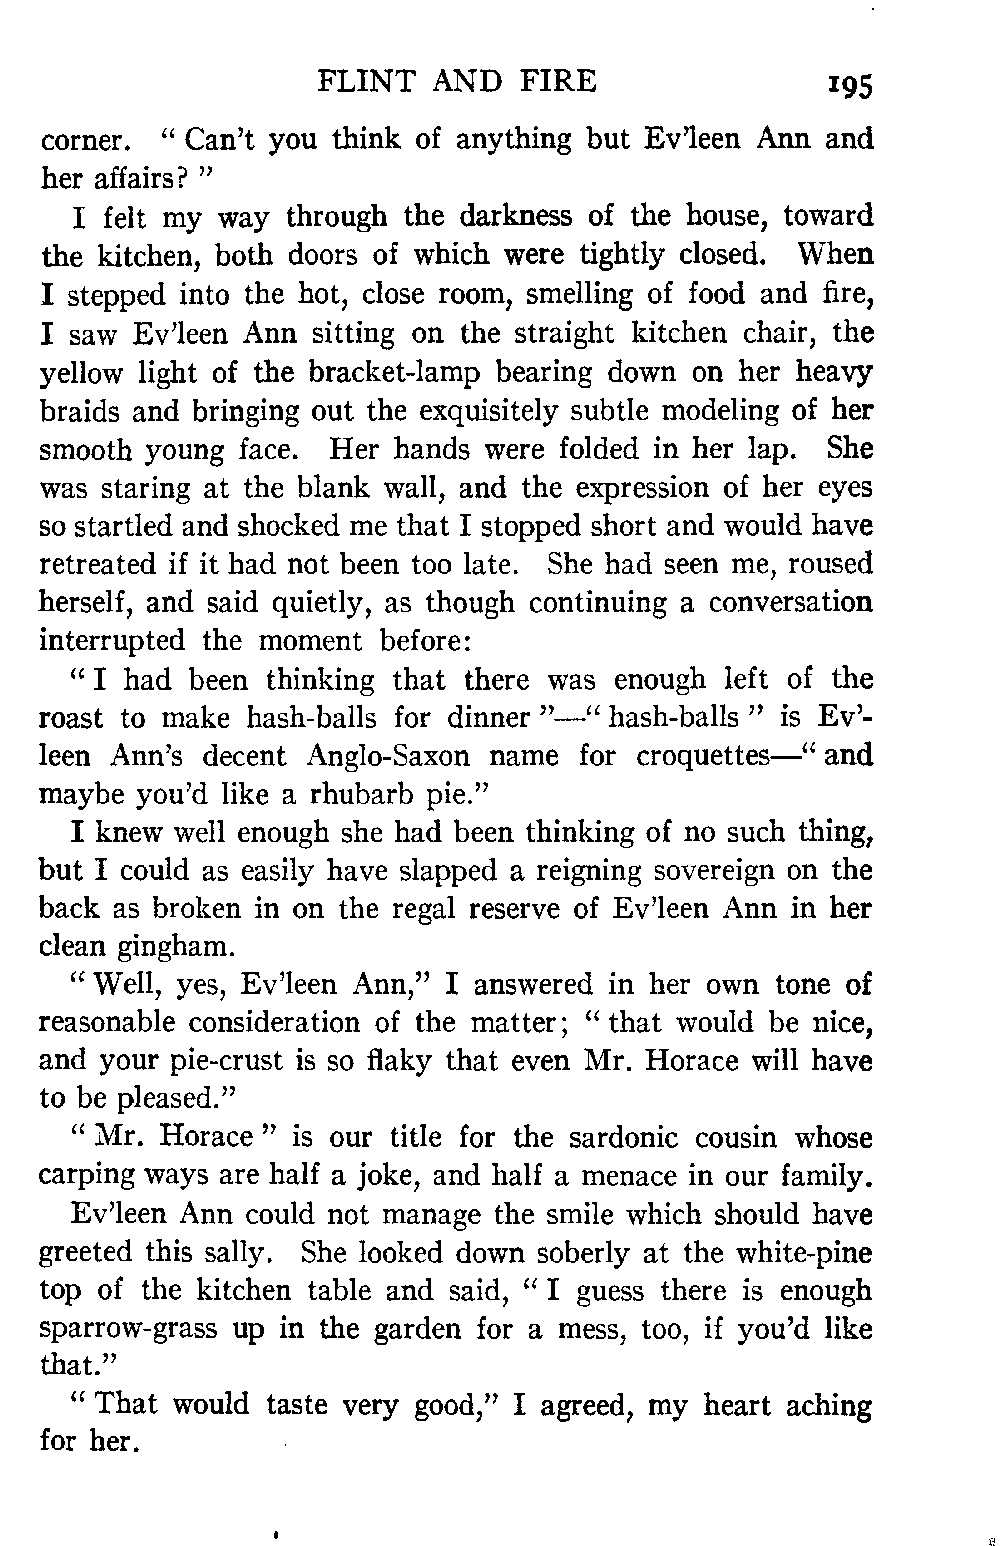 FLINT AND FIRE 195
corner. " Can't you think of anything but Ev'leen Ann and
her affairs? "
I felt my way through the darkness of the house, toward
the kitchen, both doors of which were tightly closed. When
I stepped into the hot, close room, smelling of food and fire,
I saw Ev'leen Ann sitting on the straight kitchen chair, the
yellow light of the bracket-lamp bearing down on her heavy
braids and bringing out the exquisitely subtle modeling of her
smooth young face. Her hands were folded in her lap. She
was staring at the blank wall, and the expression of her eyes
so startled and shocked me that I stopped short and would have
retreated if it had not been too late. She had seen me, roused
herself, and said quietly, as though continuing a conversation
interrupted the moment before:
" I had been thinking that there was enough left of the
roast to make hash-balls for dinner "—" hash-balls " is Ev'-
leen Ann's decent Anglo-Saxon name for croquettes—" and
maybe you'd like a rhubarb pie."
I knew well enough she had been thinking of no such thing,
but I could as easily have slapped a reigning sovereign on the
back as broken in on the regal reserve of Ev'leen Ann in her
clean gingham.
" Well, yes, Ev'leen Ann," I answered in her own tone of
reasonable consideration of the matter; " that would be nice,
and your pie-crust is so flaky that even Mr. Horace will have
to be pleased."
" Mr. Horace " is our title for the sardonic cousin whose
carping ways are half a joke, and half a menace in our family.
Ev'leen Ann could not manage the smile which should have
greeted this sally. She looked down soberly at the white-pine
top of the kitchen table and said, " I guess there is enough
sparrow-grass up in the garden for a mess, too, if you'd like
that."
" That would taste very good," I agreed, my heart aching
for her.